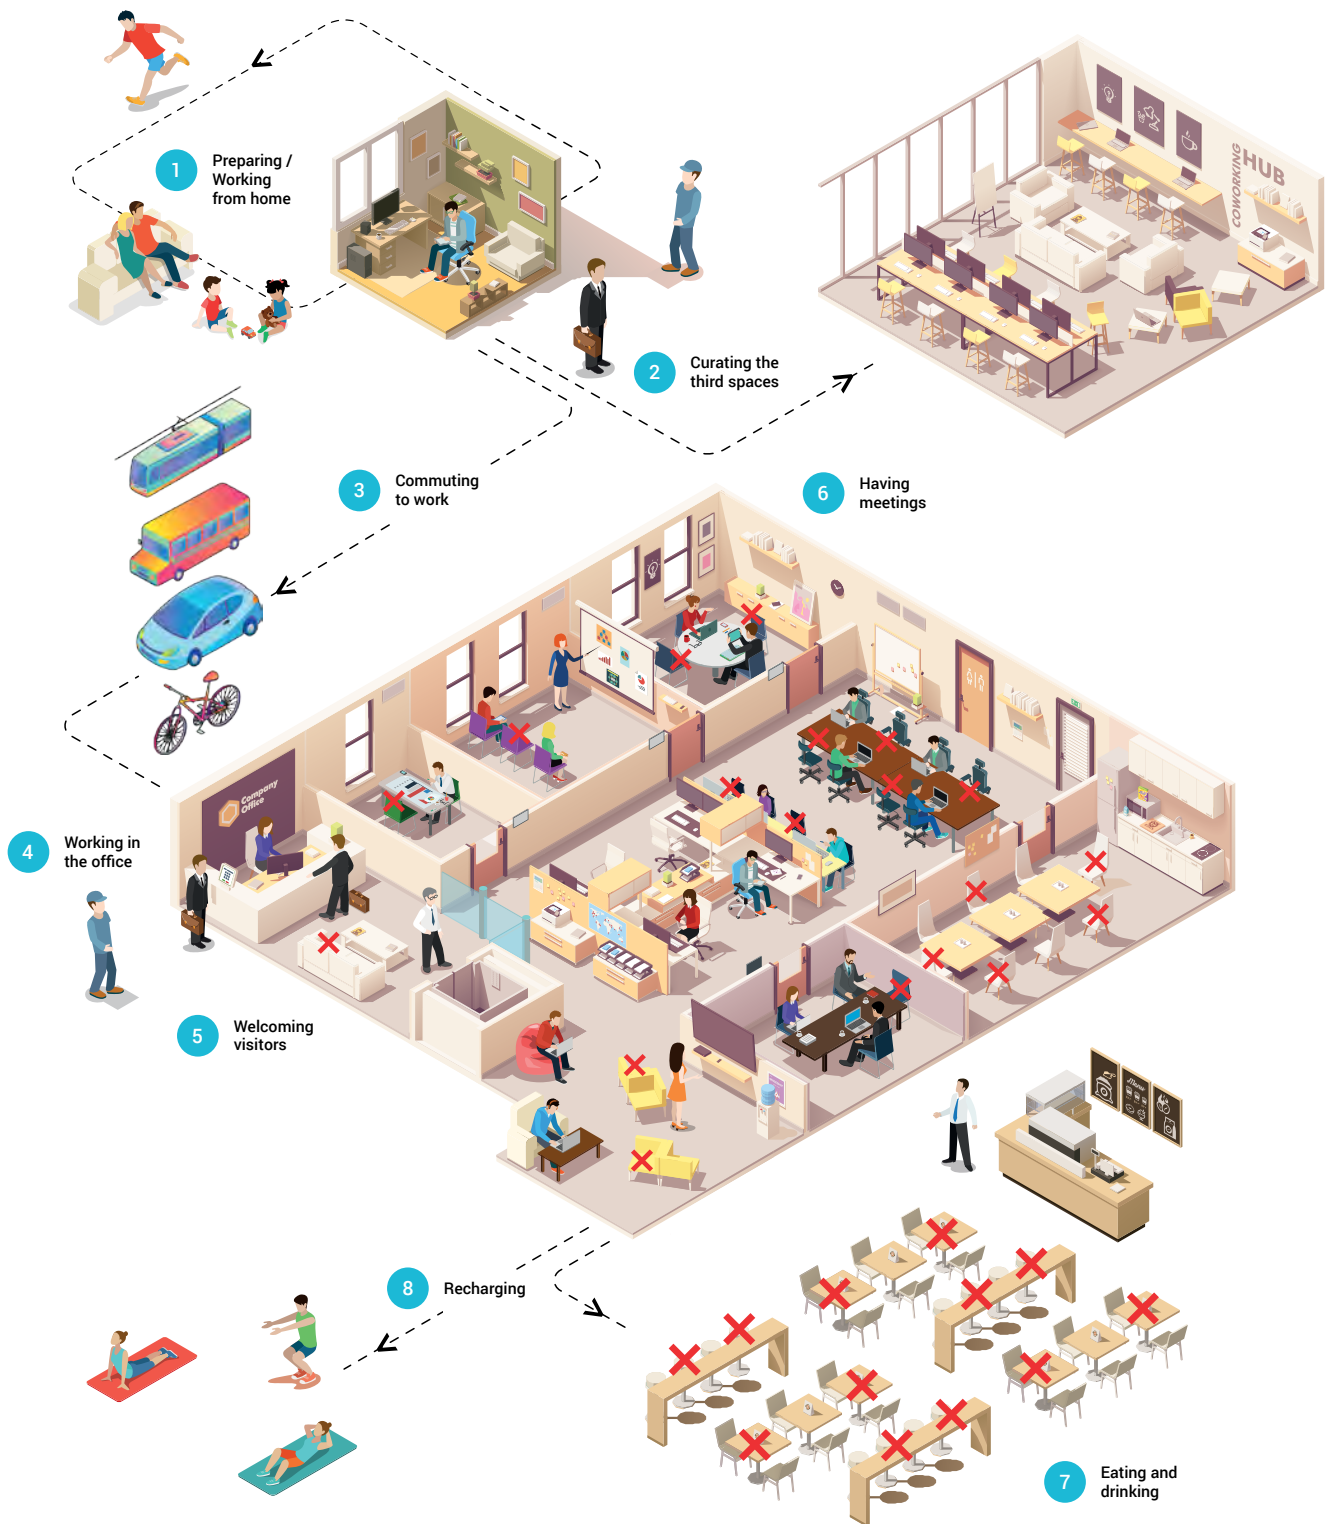 1
Preparing /
Working
from home
COWORKING
HUB
2
Curating the
third spaces
3
Commuting
to work
6
Having
meetings
Company
Office
4
Working in
the office
5
Welcoming
visitors
Menu
8
Recharging
7
Eating and
drinking